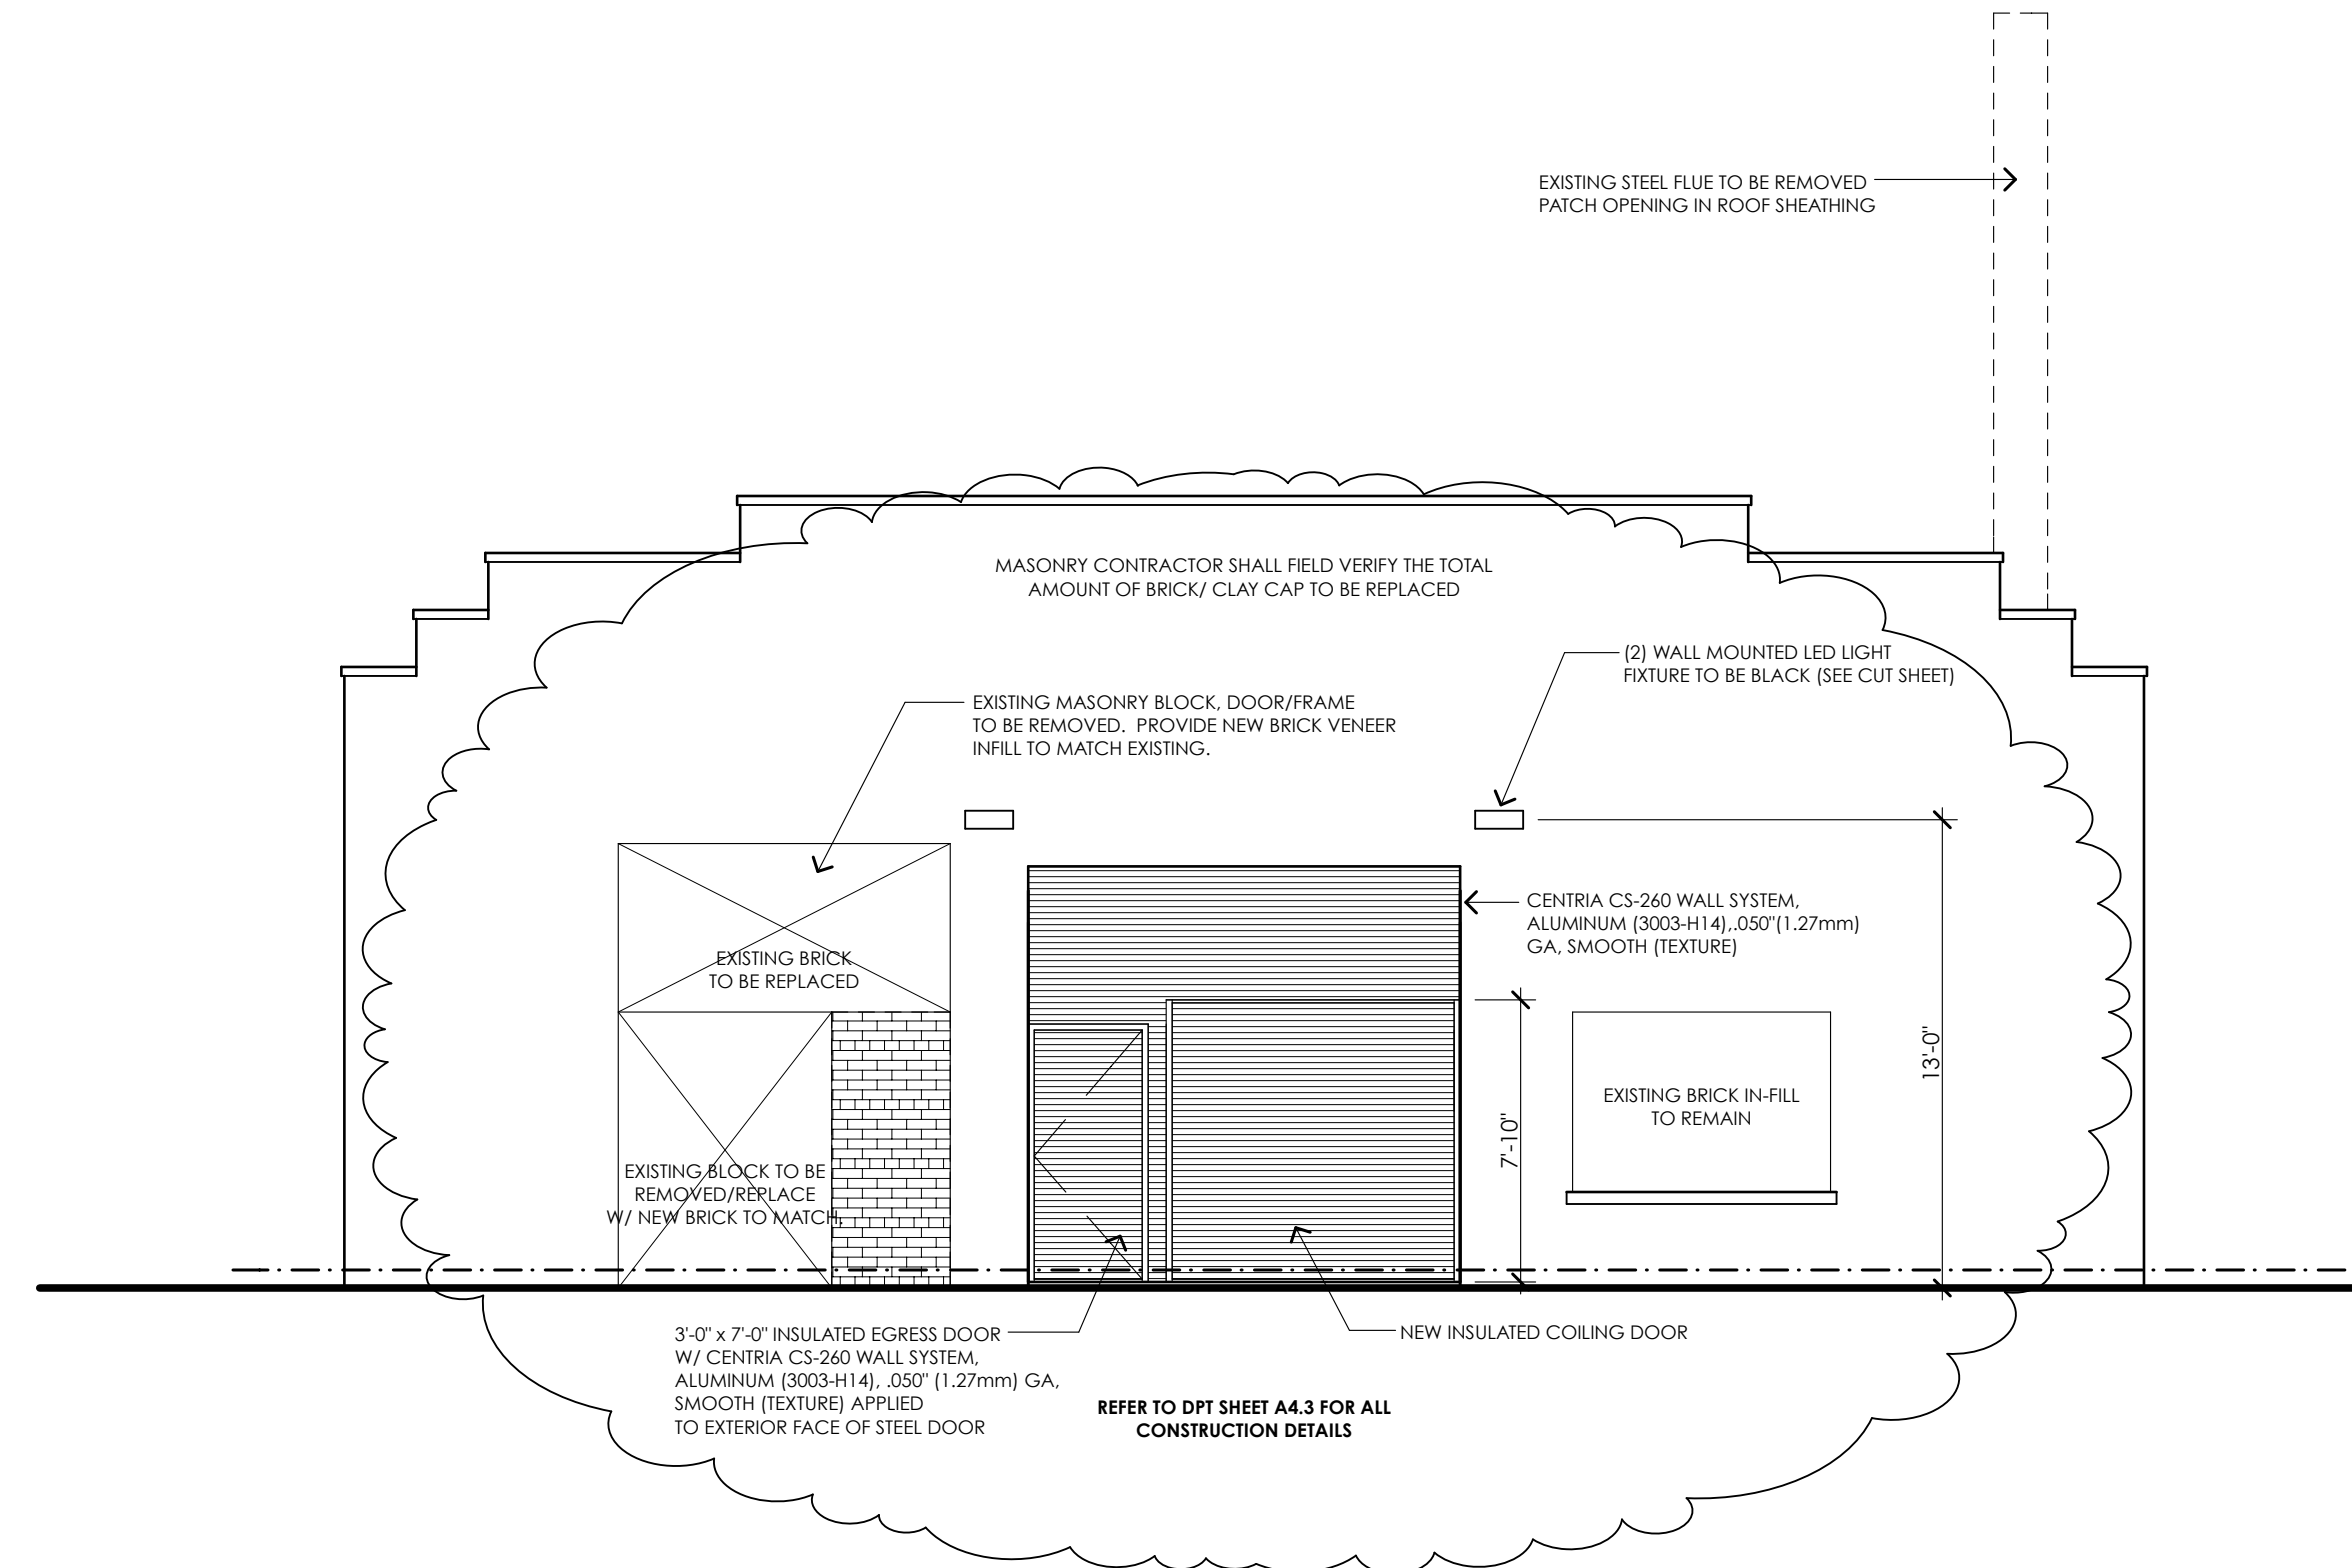 EXISTING STEEL FLUE TO BE REMOVED
PATCH OPENING IN ROOF SHEATHING
MASONRY CONTRACTOR SHALL FIELD VERIFY THE TOTAL
AMOUNT OF BRICK/ CLAY CAP TO BE REPLACED
(2) WALL MOUNTED LED LIGHT
FIXTURE TO BE BLACK (SEE CUT SHEET)
EXISTING MASONRY BLOCK, DOOR/FRAME
TO BE REMOVED. PROVIDE NEW BRICK VENEER
INFILL TO MATCH EXISTING.
CENTRIA CS-260 WALL SYSTEM,
ALUMINUM (3003-H14),.050"(1.27mm)
GA, SMOOTH (TEXTURE)
EXISTING BRICK
TO BE REPLACED
13'-0"
7'-10"
EXISTING BRICK IN-FILL
TO REMAIN
EXISTING BLOCK TO BE
REMOVED/REPLACE
W/ NEW BRICK TO MATCH.
3'-0" x 7'-0" INSULATED EGRESS DOOR
W/ CENTRIA CS-260 WALL SYSTEM,
ALUMINUM (3003-H14), .050" (1.27mm) GA,
SMOOTH (TEXTURE) APPLIED
TO EXTERIOR FACE OF STEEL DOOR
NEW INSULATED COILING DOOR
REFER TO DPT SHEET A4.3 FOR ALL
CONSTRUCTION DETAILS